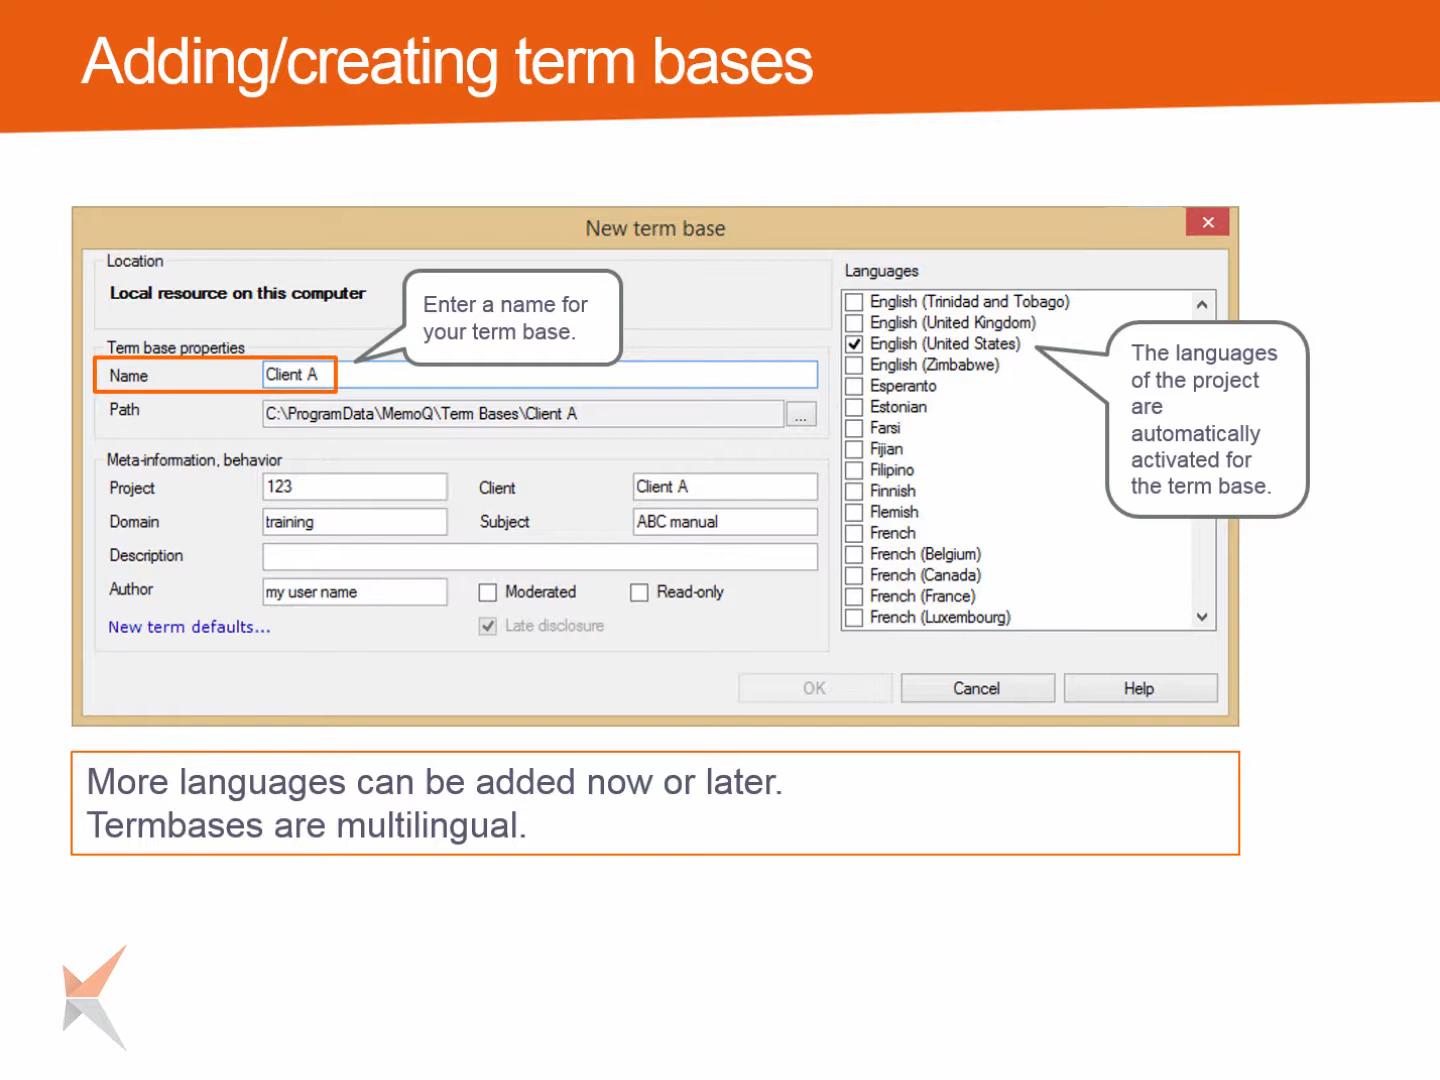 Adding/creating term bases
New term base
Location
Local resource on this computer
Enter a name for
your term base.
Term base properties
Name Client A
Path C:\ProgramData\MemoQ\Term Bases\Client A ...
Meta-information, behavior
Project 123 Client Client A
Domain training Subject ABC manual
Description
Author my user name Moderated Read-only
New term defaults... Late disclosure
Languages
English (Trinidad and Tobago)
English (United Kingdom)
English (United States)
English (Zimbabwe)
Esperanto
Estonian
Farsi
Fijian
Filipino
Finnish
Flemish
French
French (Belgium)
French (Canada)
French (France)
French (Luxembourg)
The languages
of the project
are
automatically
activated for
the term base.
OK Cancel Help
More languages can be added now or later.
Termbases are multilingual.